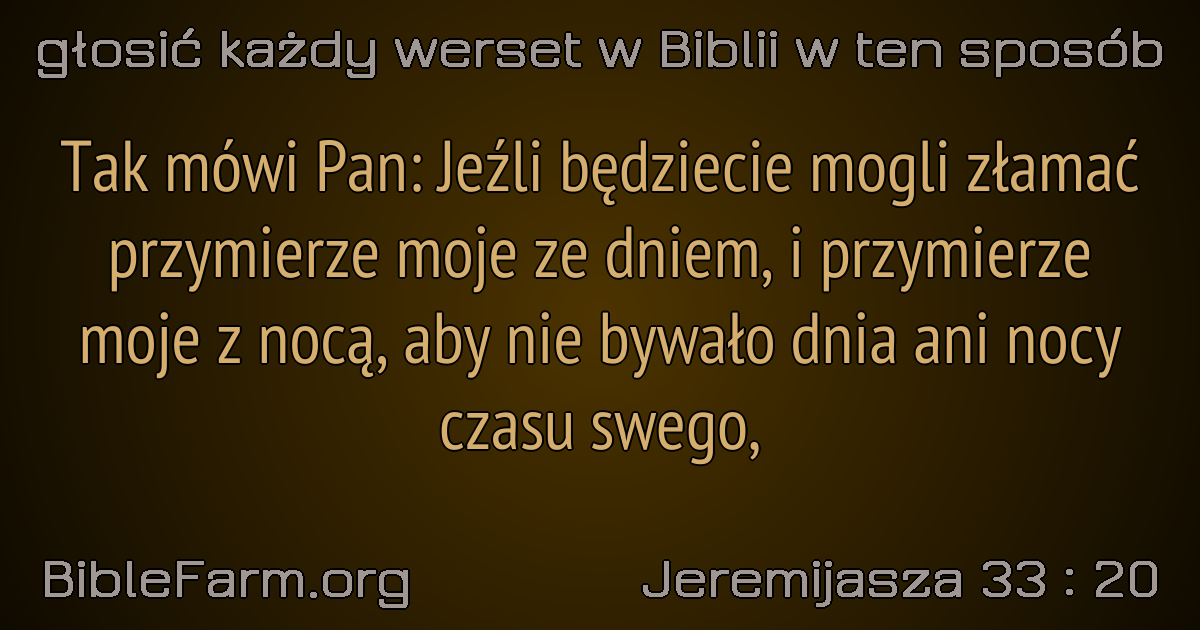 głosić każdy werset w Biblii w ten sposób
Tak mówi Pan: Jeźli będziecie mogli złamać
przymierze moje ze dniem, i przymierze
moje z nocą, aby nie bywało dnia ani nocy
czasu swego,
BibleFarm.org
Jeremijasza 33 : 20